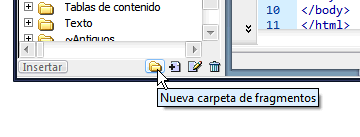 Tablas de contenido
Texto
~Antiguos
Insertar
10 </body>
11 </html>
Nueva carpeta de fragmentos